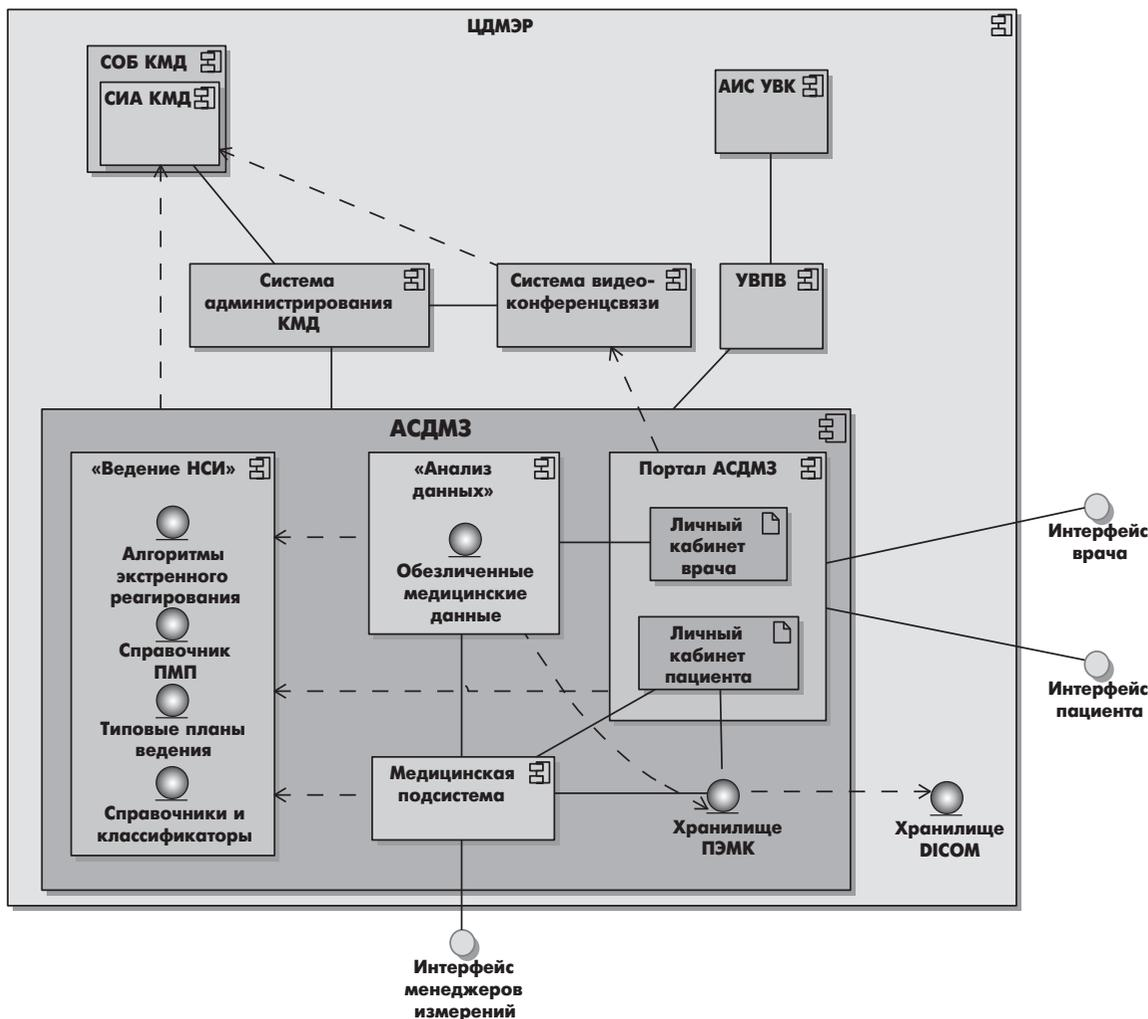 ЦДМЭР
СОБ КМД
СИА КМД
АИС УВК
Система
администрирования
КМД
Система видео-
конференцсвязи
УВПВ
АСДМЗ
«Ведение НСИ»
Алгоритмы
экстренного
реагирования
Справочник
ПМП
Типовые планы
ведения
Справочники и
классификаторы
«Анализ
данных»
Обезличенные
медицинские
данные
Портал АСДМЗ
Личный
кабинет
врача
Личный
кабинет
пациента
Медицинская
подсистема
Хранилище
ПЭМК
Хранилище
DICOM
Интерфейс
врача
Интерфейс
пациента
Интерфейс
менеджеров
измерений